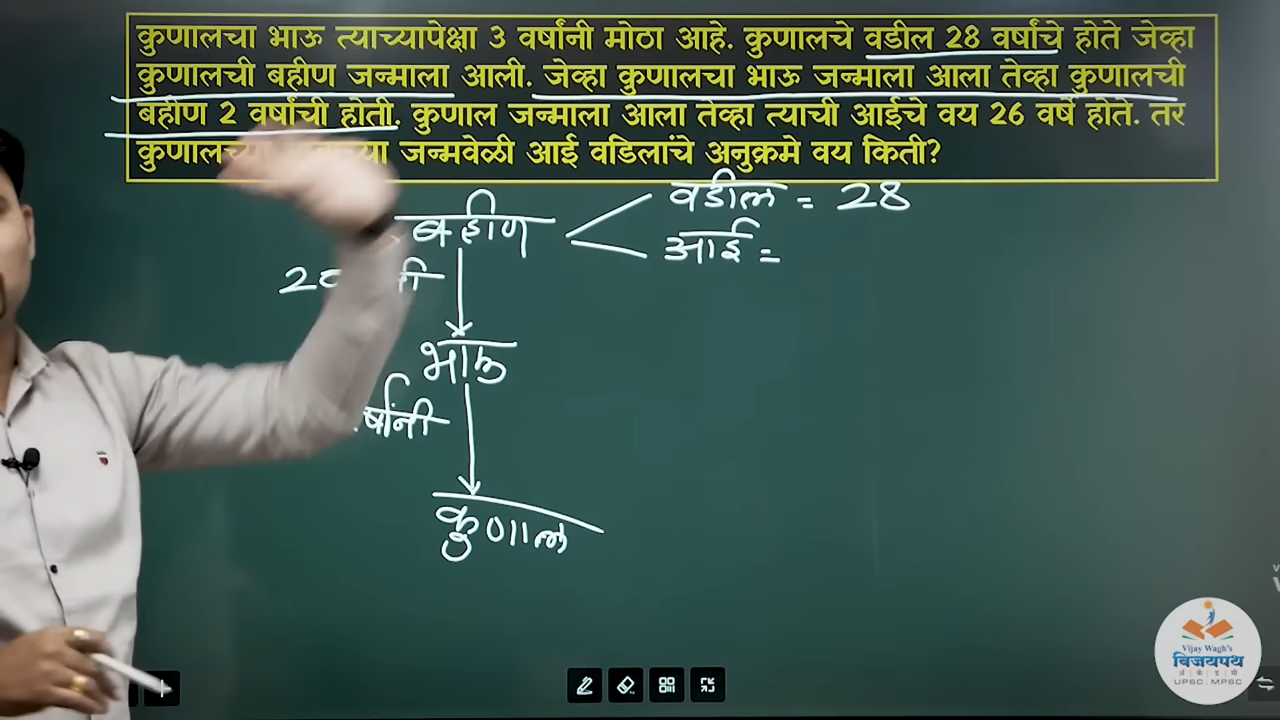 कुणालचा भाऊ त्याच्यापेक्षा 3 वर्षांनी मोठा आहे. कुणालचे वडील 28 वर्षांचे होते जेव्हा
कुणालची बहीण जन्माला आली. जेव्हा कुणालचा भाऊ जन्माला आला तेव्हा कुणालची
बहीण 2 वर्षांची होती. कुणाल जन्माला आला तेव्हा त्याची आईचे वय 26 वर्षे होते. तर
जन्मवेळी आई वडिलांचे अनुक्रमे वय किती?
बहीण
वडील = 28
आई =
भाऊ
कुणाल
Vijay Wagh's
विजयपथ
UPSC.MPSC